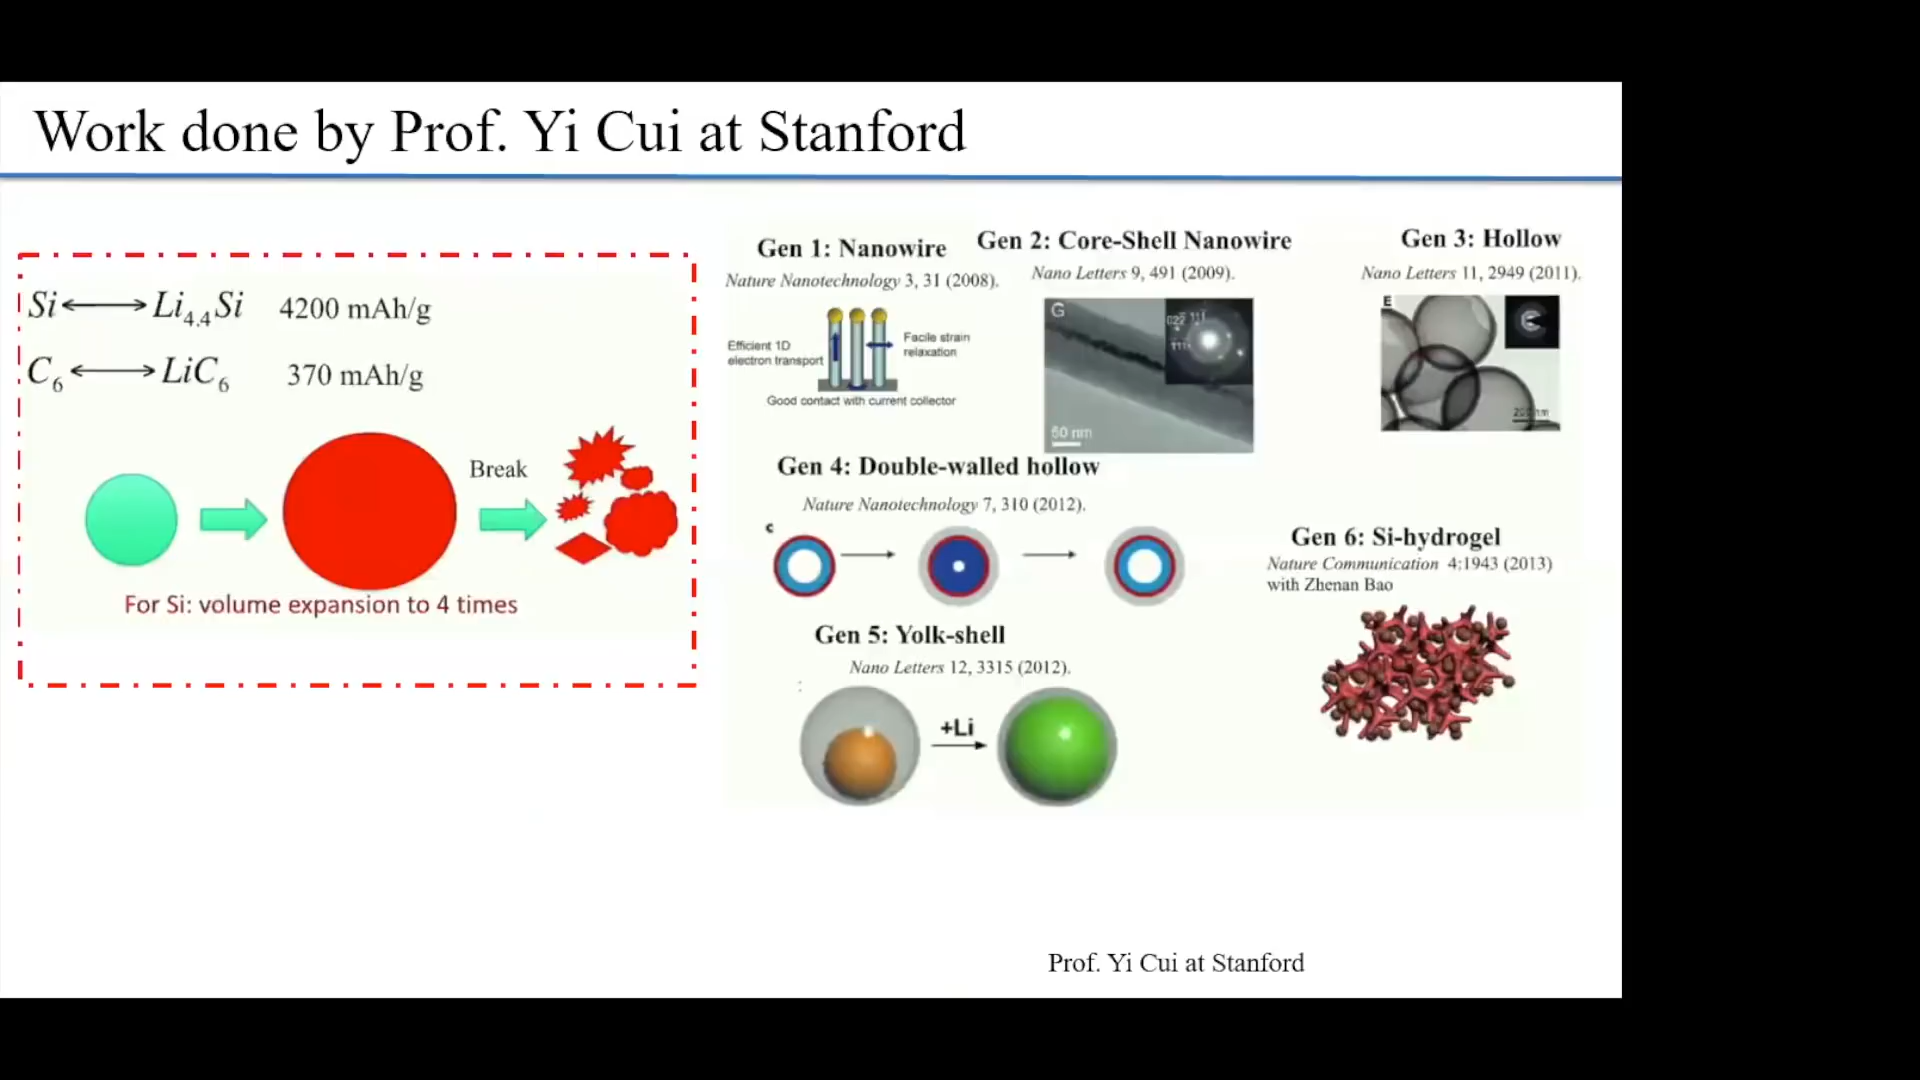 Work done by Prof. Yi Cui at Stanford
Si ⟷ Li4.4Si 4200 mAh/g
C6 ⟷ LiC6 370 mAh/g
Break
For Si: volume expansion to 4 times
Gen 1: Nanowire
Nature Nanotechnology 3, 31 (2008).
Efficient 1D
electron transport
Facile strain
relaxation
Good contact with current collector
Gen 2: Core-Shell Nanowire
Nano Letters 9, 491 (2009).
G
50 nm
Gen 3: Hollow
Nano Letters 11, 2949 (2011).
E
200 nm
Gen 4: Double-walled hollow
Nature Nanotechnology 7, 310 (2012).
c
Gen 5: Yolk-shell
Nano Letters 12, 3315 (2012).
+Li
Gen 6: Si-hydrogel
Nature Communication 4:1943 (2013)
with Zhenan Bao
Prof. Yi Cui at Stanford